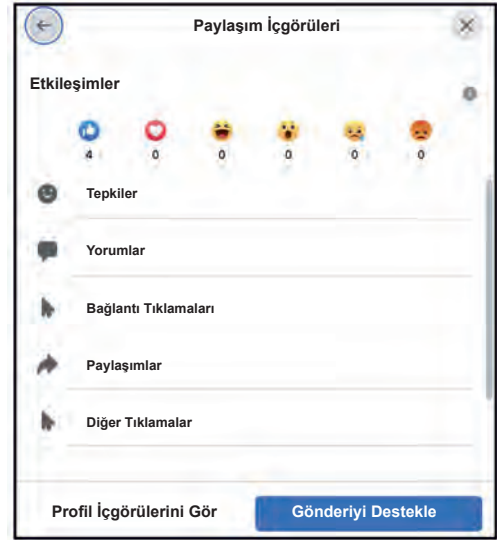 Paylaşım İçgörüleri
Etkileşimler
4 0 0 0 0 0
Tepkiler
Yorumlar
Bağlantı Tıklamaları
Paylaşımlar
Diğer Tıklamalar
Profil İçgörülerini Gör Gönderiyi Destekle